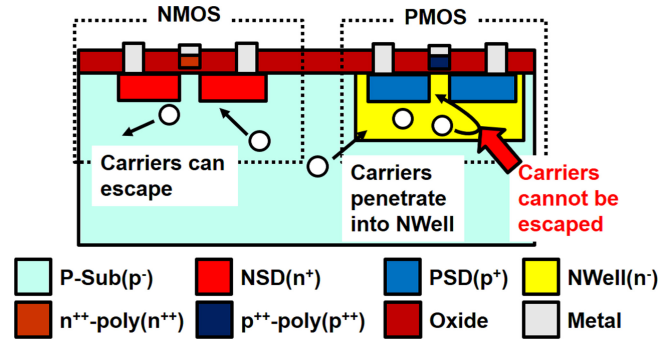 NMOS
PMOS
Carriers can
escape
Carriers
penetrate
into NWell
Carriers
cannot be
escaped
P-Sub(p⁻)
NSD(n⁺)
PSD(p⁺)
NWell(n⁻)
n⁺⁺-poly(n⁺⁺)
p⁺⁺-poly(p⁺⁺)
Oxide
Metal